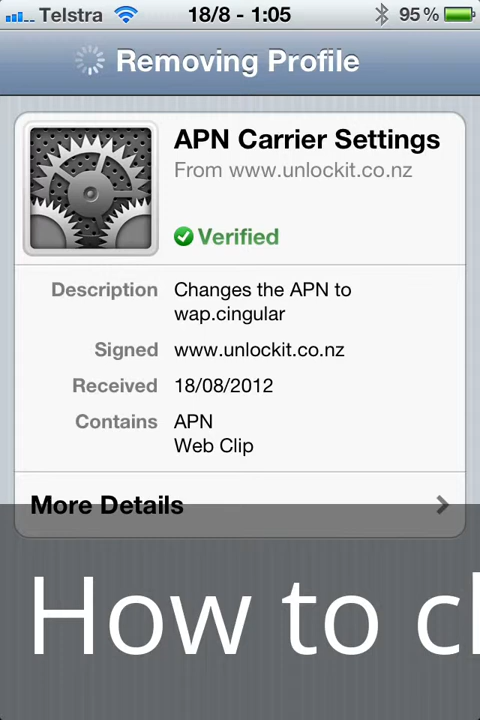 Telstra 18/8 - 1:05 95%
Removing Profile
APN Carrier Settings
From www.unlockit.co.nz
Verified
Description Changes the APN to
wap.cingular
Signed www.unlockit.co.nz
Received 18/08/2012
Contains APN
Web Clip
More Details
How to